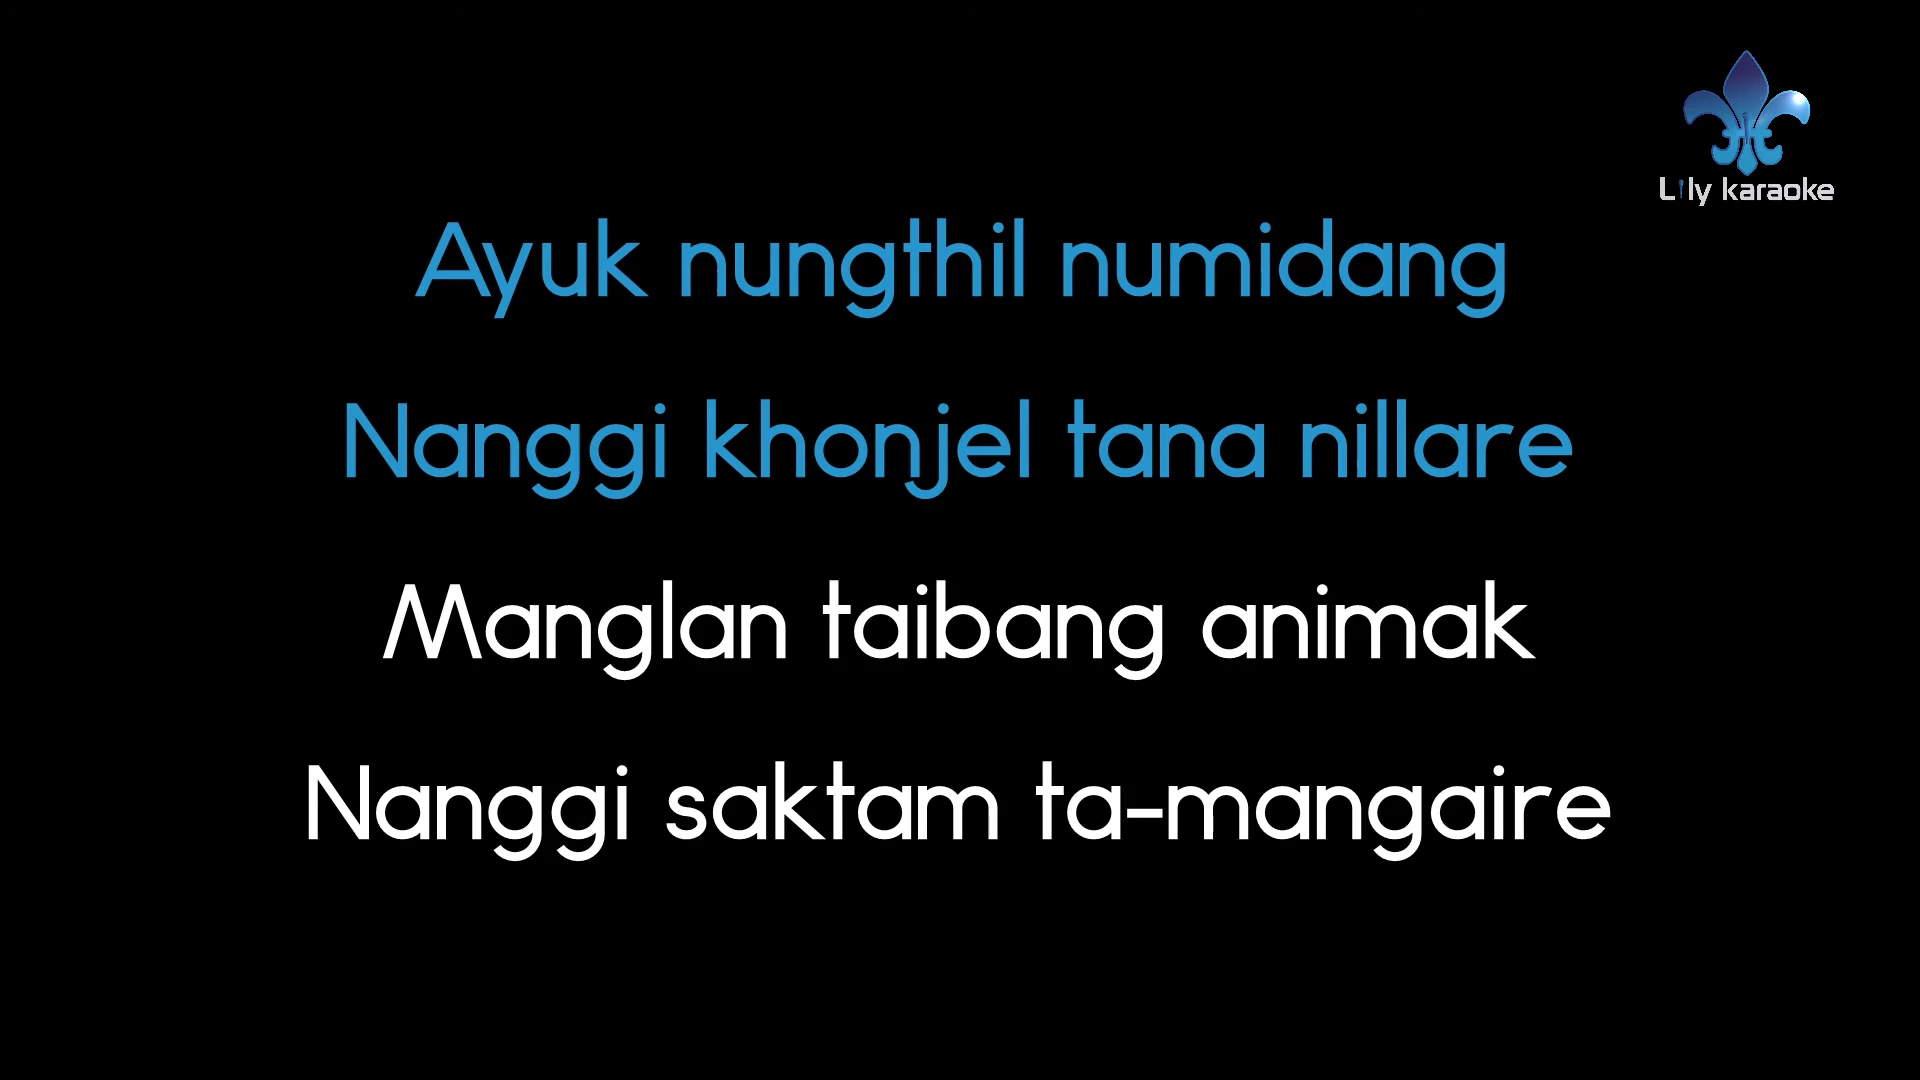 Lily karaoke
Ayuk nungthil numidang
Nanggi khonjel tana nillare
Manglan taibang animak
Nanggi saktam ta-mangaire